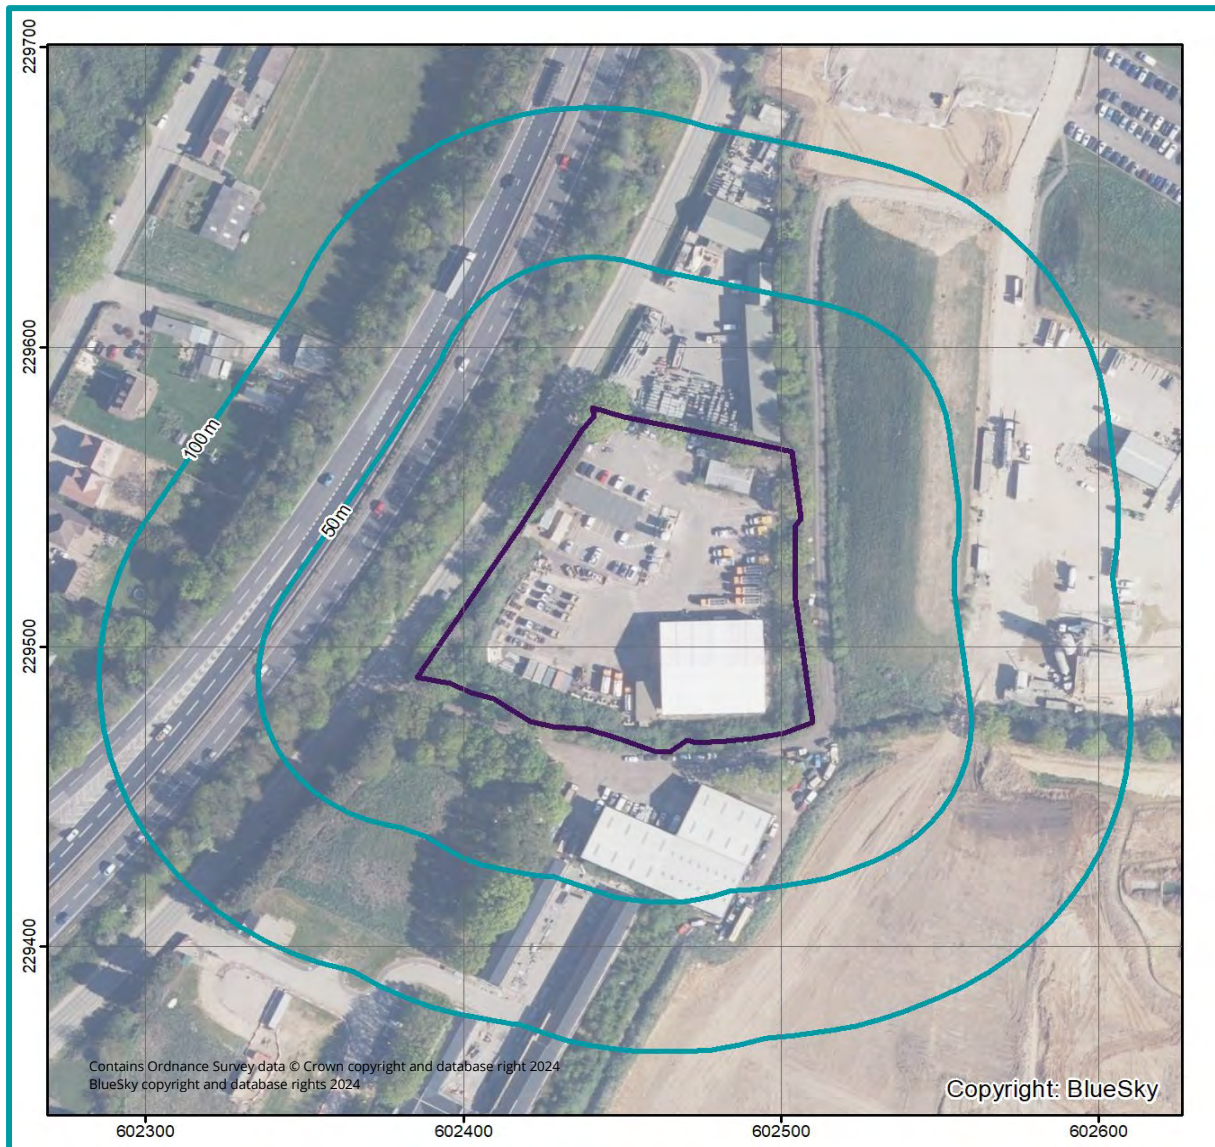 229700
229600
229500
229400
100 m
50 m
Contains Ordnance Survey data © Crown copyright and database right 2024
BlueSky copyright and database rights 2024
Copyright: BlueSky
602300
602400
602500
602600